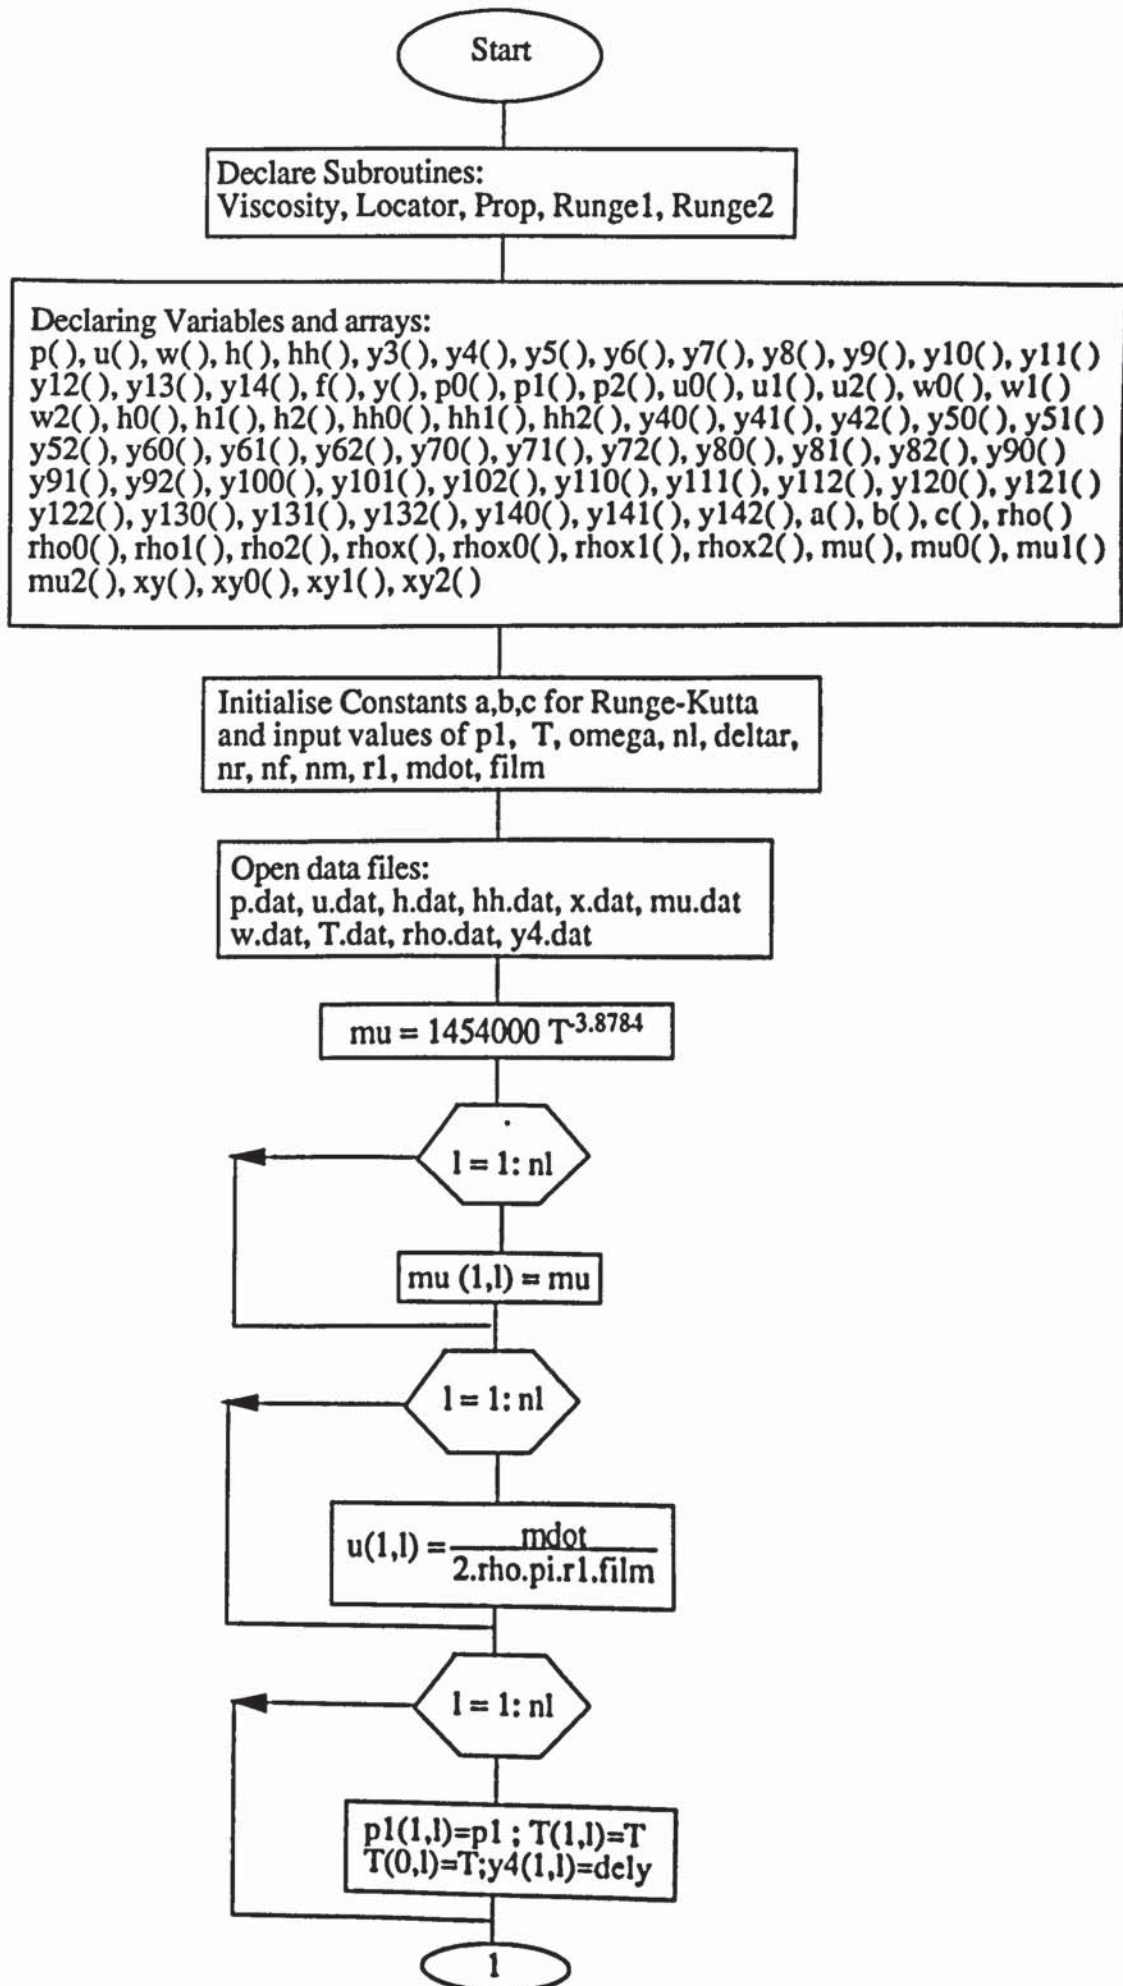 Start
Declare Subroutines:
Viscosity, Locator, Prop, Runge1, Runge2
Declaring Variables and arrays:
p( ), u( ), w( ), h( ), hh( ), y3( ), y4( ), y5( ), y6( ), y7( ), y8( ), y9( ), y10( ), y11( )
y12( ), y13( ), y14( ), f( ), y( ), p0( ), p1( ), p2( ), u0( ), u1( ), u2( ), w0( ), w1( )
w2( ), h0( ), h1( ), h2( ), hh0( ), hh1( ), hh2( ), y40( ), y41( ), y42( ), y50( ), y51( )
y52( ), y60( ), y61( ), y62( ), y70( ), y71( ), y72( ), y80( ), y81( ), y82( ), y90( )
y91( ), y92( ), y100( ), y101( ), y102( ), y110( ), y111( ), y112( ), y120( ), y121( )
y122( ), y130( ), y131( ), y132( ), y140( ), y141( ), y142( ), a( ), b( ), c( ), rho( )
rho0( ), rho1( ), rho2( ), rhox( ), rhox0( ), rhox1( ), rhox2( ), mu( ), mu0( ), mu1( )
mu2( ), xy( ), xy0( ), xy1( ), xy2( )
Initialise Constants a,b,c for Runge-Kutta
and input values of p1, T, omega, nl, deltar,
nr, nf, nm, r1, mdot, film
Open data files:
p.dat, u.dat, h.dat, hh.dat, x.dat, mu.dat
w.dat, T.dat, rho.dat, y4.dat
mu = 1454000 T-3.8784
l = 1: nl
mu (1,l) = mu
l = 1: nl
u(1,l) = mdot
2.rho.pi.r1.film
l = 1: nl
p1(1,l)=p1 ; T(1,l)=T
T(0,l)=T;y4(1,l)=dely
1